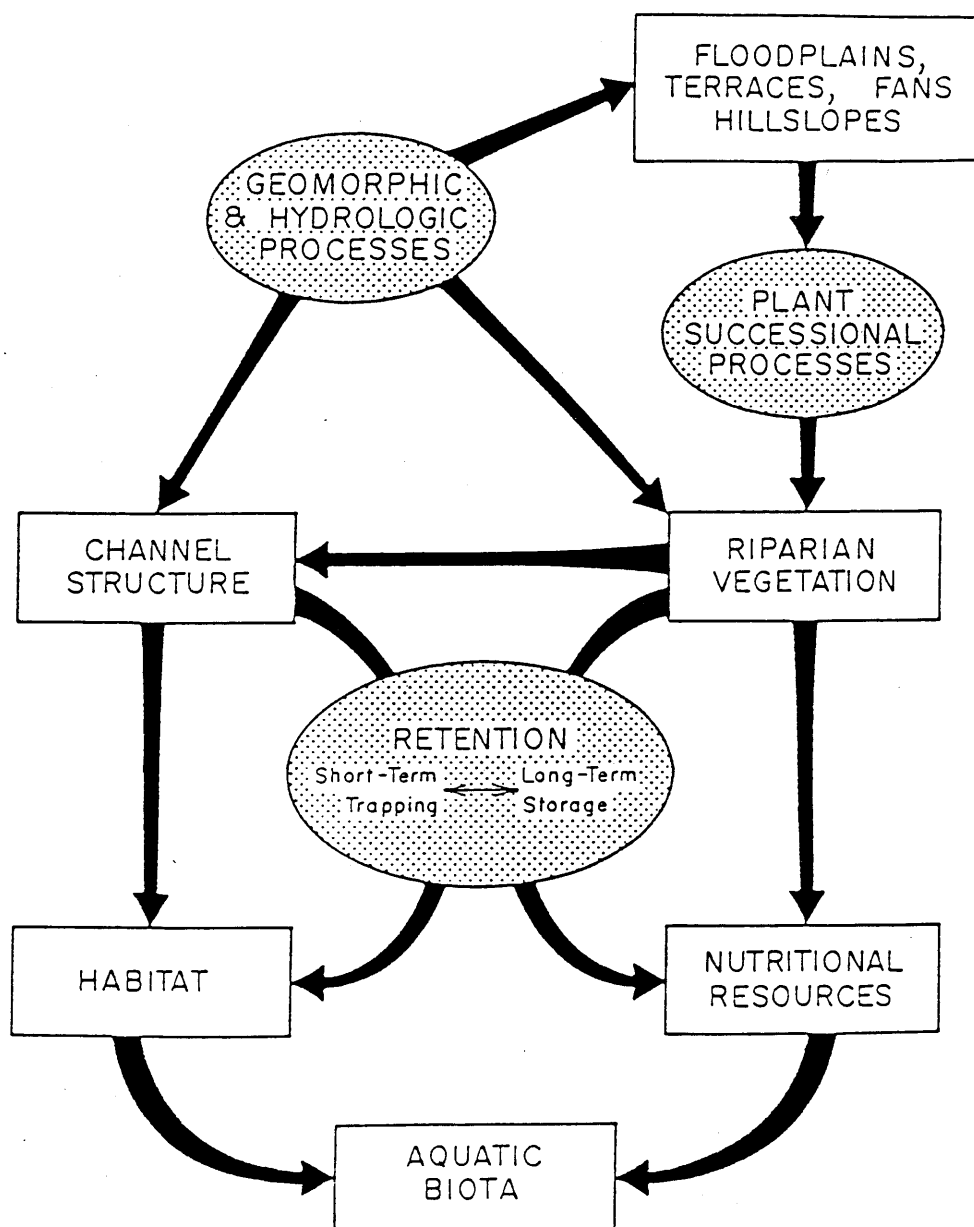 FLOODPLAINS,
TERRACES, FANS
HILLSLOPES
GEOMORPHIC
& HYDROLOGIC
PROCESSES
PLANT
SUCCESSIONAL
PROCESSES
CHANNEL
STRUCTURE
RIPARIAN
VEGETATION
RETENTION
Short-Term Long-Term
Trapping Storage
HABITAT
NUTRITIONAL
RESOURCES
AQUATIC
BIOTA